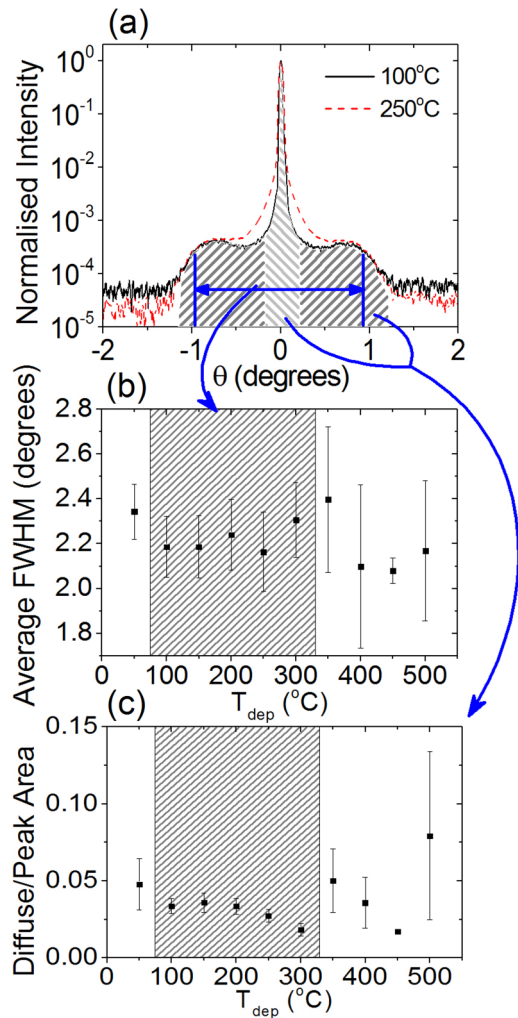 (a)
Normalised Intensity
10⁰
10⁻¹
10⁻²
10⁻³
10⁻⁴
10⁻⁵
100°C
250°C
-2 -1 0 1 2
θ (degrees)
(b)
Average FWHM (degrees)
2.8
2.6
2.4
2.2
2.0
1.8
0 100 200 300 400 500
T_dep (°C)
(c)
Diffuse/Peak Area
0.15
0.10
0.05
0.00
0 100 200 300 400 500
T_dep (°C)